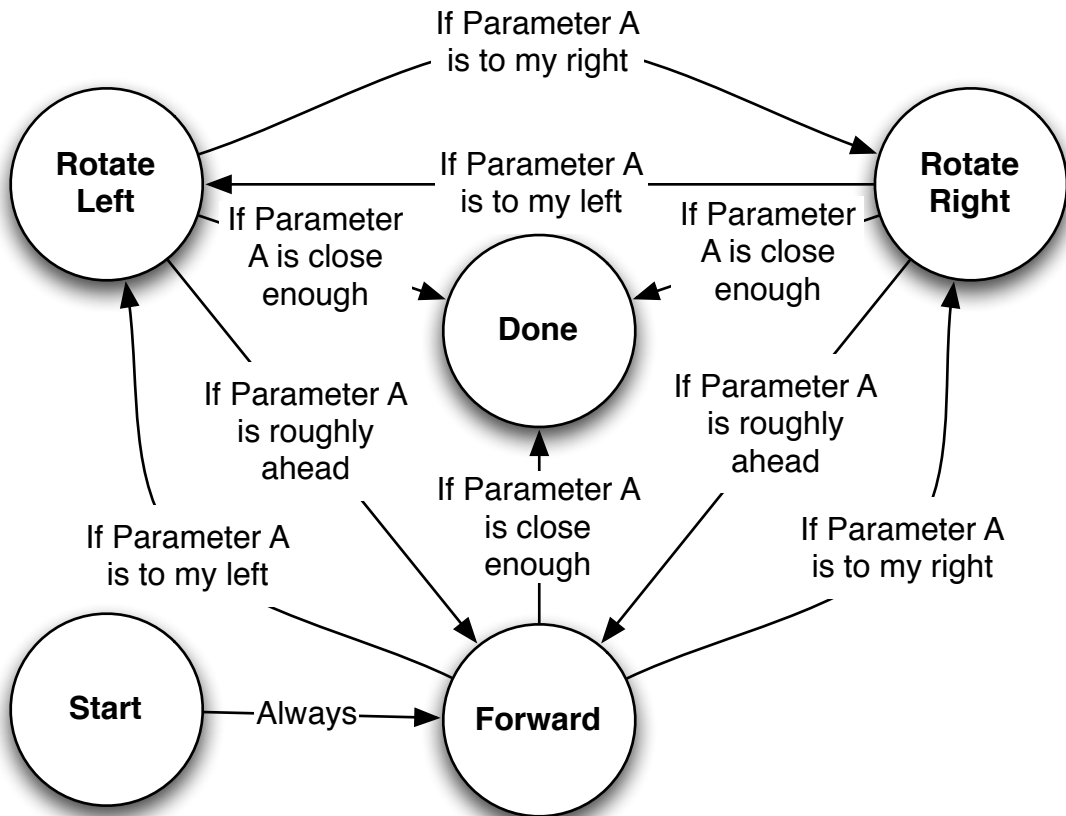 If Parameter A
is to my right
Rotate
Left
If Parameter A
is to my left
Rotate
Right
If Parameter
A is close
enough
If Parameter
A is close
enough
Done
If Parameter A
is roughly
ahead
If Parameter A
is roughly
ahead
If Parameter A
is close
enough
If Parameter A
is to my left
If Parameter A
is to my right
Start
Always
Forward